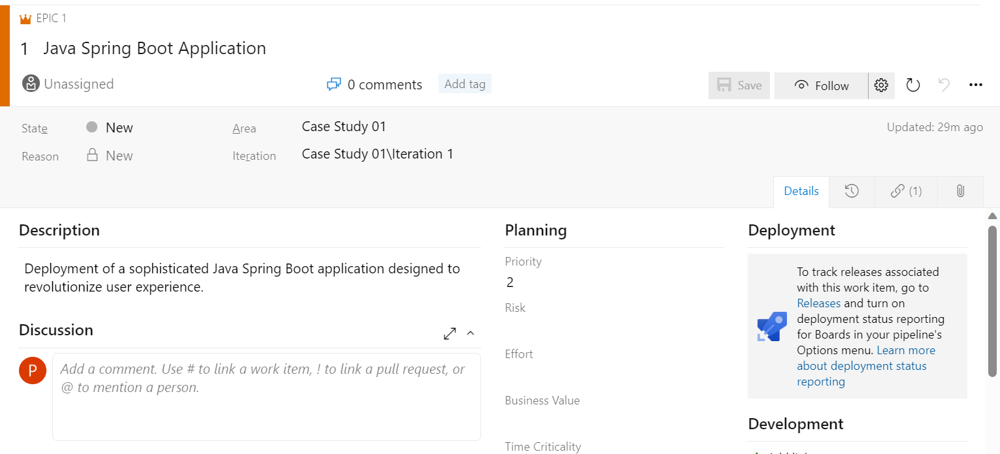 EPIC 1
1 Java Spring Boot Application
Unassigned
0 comments
Add tag
Save
Follow
State
New
Area
Case Study 01
Updated: 29m ago
Reason
New
Iteration
Case Study 01\Iteration 1
Details
(1)
Description
Deployment of a sophisticated Java Spring Boot application designed to
revolutionize user experience.
Discussion
P
Add a comment. Use # to link a work item, ! to link a pull request, or
@ to mention a person.
Planning
Priority
2
Risk
Effort
Business Value
Time Criticality
Deployment
To track releases associated
with this work item, go to
Releases and turn on
deployment status reporting
for Boards in your pipeline's
Options menu. Learn more
about deployment status
reporting
Development